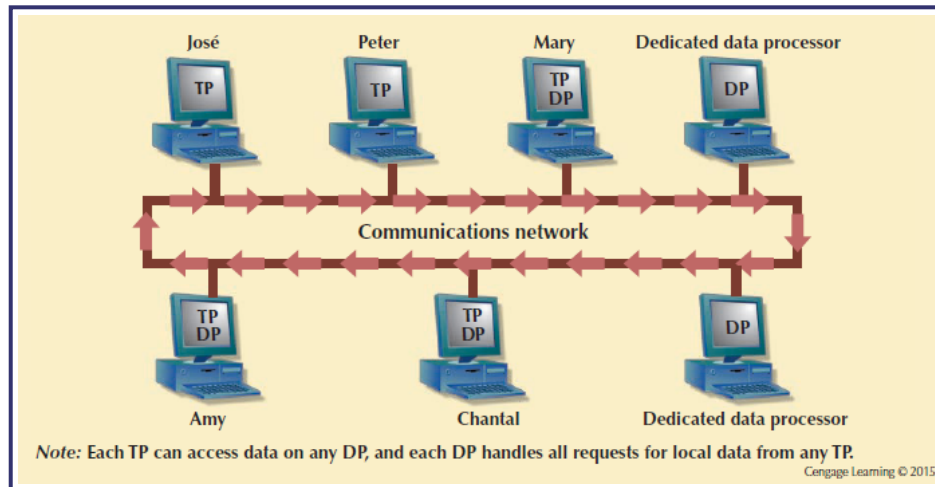 José Peter Mary Dedicated data processor
TP TP TP DP
DP
Communications network
TP TP DP
DP DP
Amy Chantal Dedicated data processor
Note: Each TP can access data on any DP, and each DP handles all requests for local data from any TP.
Cengage Learning © 2015